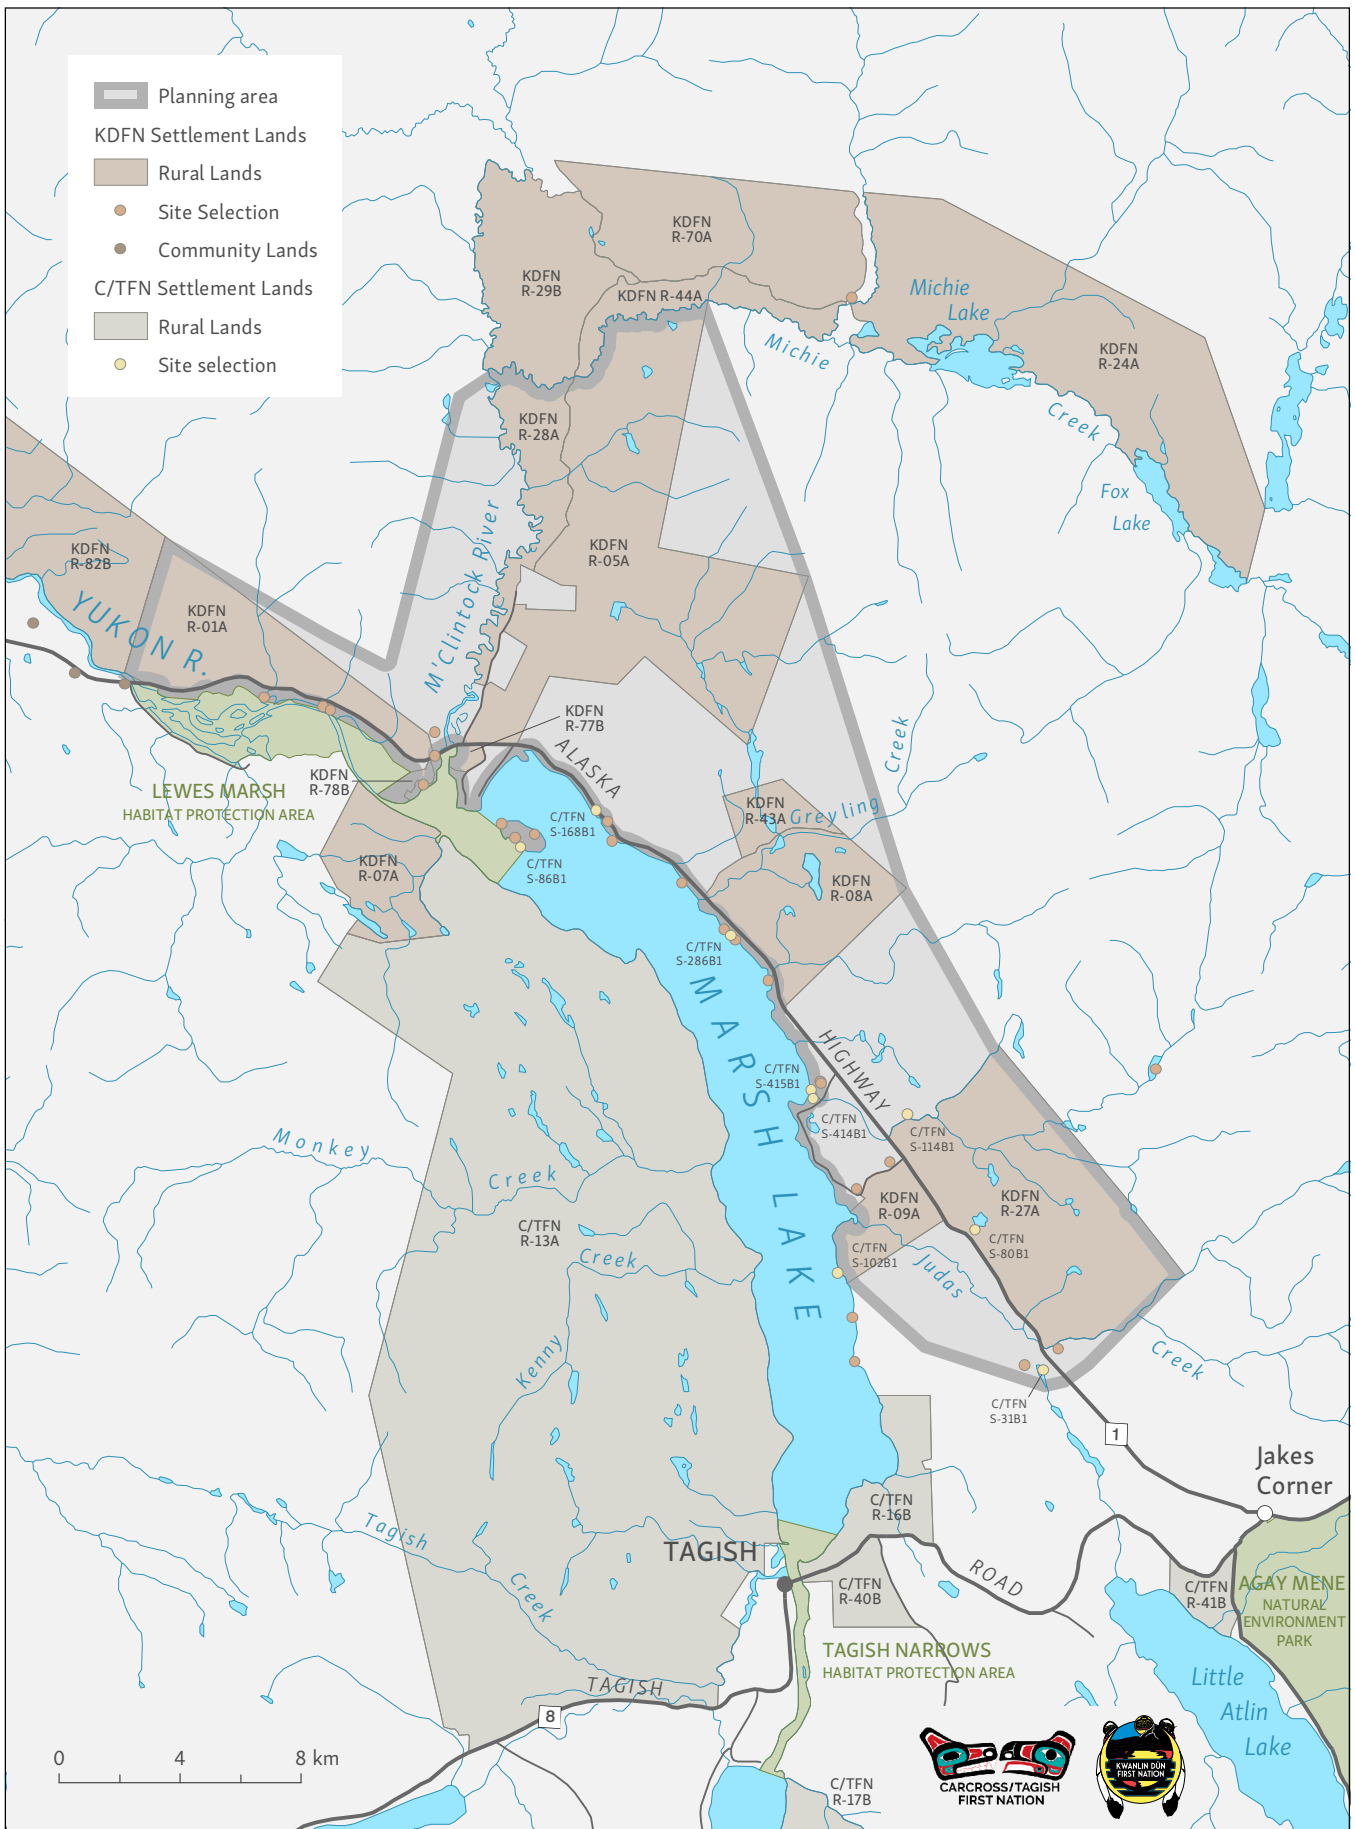 Planning area
KDFN Settlement Lands
Rural Lands
Site Selection
Community Lands
C/TFN Settlement Lands
Rural Lands
Site selection
KDFN
R-70A
KDFN
R-29B
KDFN R-44A
Michie
Lake
Michie
KDFN
R-24A
Creek
KDFN
R-28A
Fox
Lake
M'Clintock River
KDFN
R-82B
KDFN
R-05A
YUKON R.
KDFN
R-01A
KDFN
R-77B
ALASKA
Creek
KDFN
R-78B
LEWES MARSH
HABITAT PROTECTION AREA
C/TFN
S-168B1
KDFN
R-43A
Greyling
KDFN
R-07A
C/TFN
S-86B1
KDFN
R-08A
C/TFN
S-286B1
MARSH LAKE
HIGHWAY
C/TFN
S-415B1
C/TFN
S-414B1
C/TFN
S-114B1
Monkey
Creek
KDFN
R-09A
KDFN
R-27A
C/TFN
R-13A
Creek
C/TFN
S-80B1
C/TFN
S-102B1
Judas
Kenny
Creek
C/TFN
S-31B1
1
Jakes
Corner
C/TFN
R-16B
Tagish
TAGISH
Creek
ROAD
C/TFN
R-40B
C/TFN
R-41B
AGAY MENE
NATURAL
ENVIRONMENT
PARK
TAGISH NARROWS
HABITAT PROTECTION AREA
TAGISH
8
Little
Atlin
Lake
0 4 8 km
C/TFN
R-17B
CARCROSS/TAGISH
FIRST NATION
KWANLIN DÜN
FIRST NATION